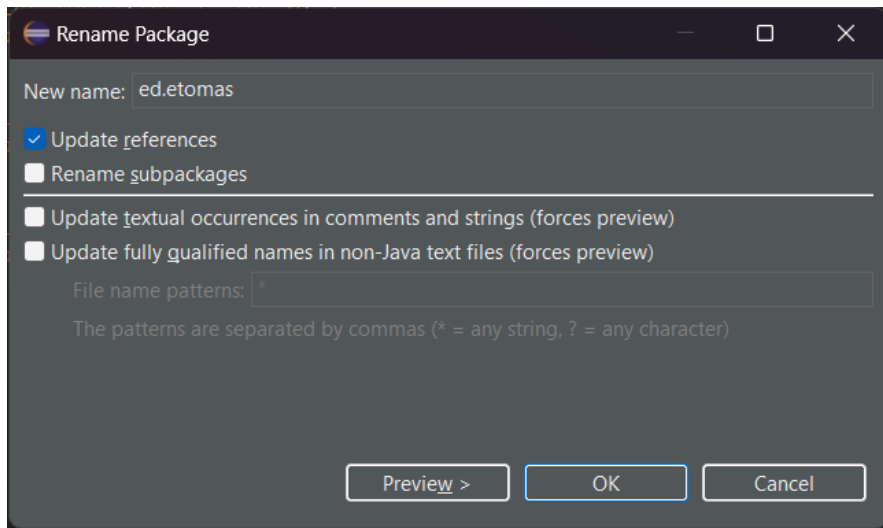 Rename Package
New name: ed.etomas
Update references
Rename subpackages
Update textual occurrences in comments and strings (forces preview)
Update fully qualified names in non-Java text files (forces preview)
File name patterns: *
The patterns are separated by commas (* = any string, ? = any character)
Preview > OK Cancel